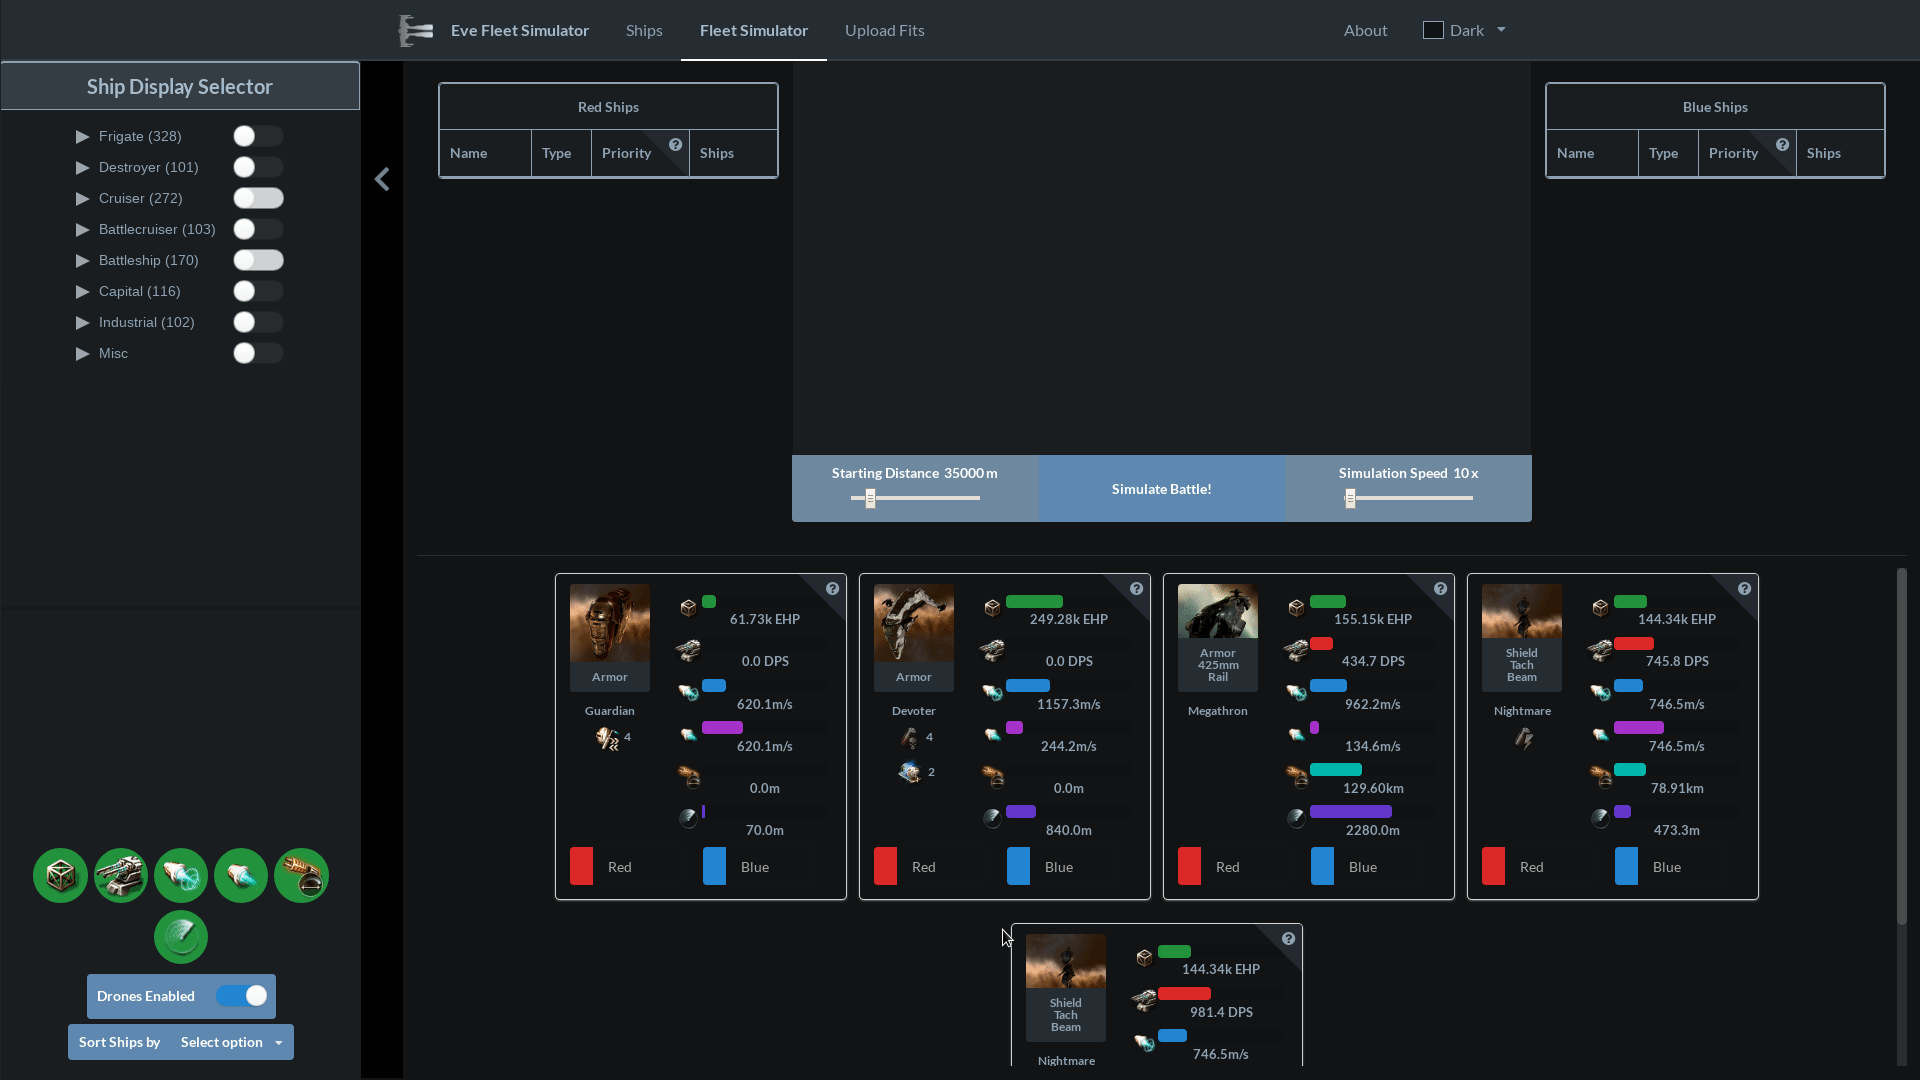 Eve Fleet Simulator
Ships
Fleet Simulator
Upload Fits
About
Dark
Ship Display Selector
Frigate (328)
Destroyer (101)
Cruiser (272)
Battlecruiser (103)
Battleship (170)
Capital (116)
Industrial (102)
Misc
Drones Enabled
Sort Ships by Select option
Red Ships
Name Type Priority Ships
Blue Ships
Name Type Priority Ships
Starting Distance 35000 m
Simulate Battle!
Simulation Speed 10 x
Armor
Guardian
4
61.73k EHP
0.0 DPS
620.1m/s
620.1m/s
0.0m
70.0m
Red
Blue
Armor
Devoter
4
2
249.28k EHP
0.0 DPS
1157.3m/s
244.2m/s
0.0m
840.0m
Red
Blue
Armor
425mm
Rail
Megathron
155.15k EHP
434.7 DPS
962.2m/s
134.6m/s
129.60km
2280.0m
Red
Blue
Shield
Tach
Beam
Nightmare
144.34k EHP
745.8 DPS
746.5m/s
746.5m/s
78.91km
473.3m
Red
Blue
Shield
Tach
Beam
Nightmare
144.34k EHP
981.4 DPS
746.5m/s